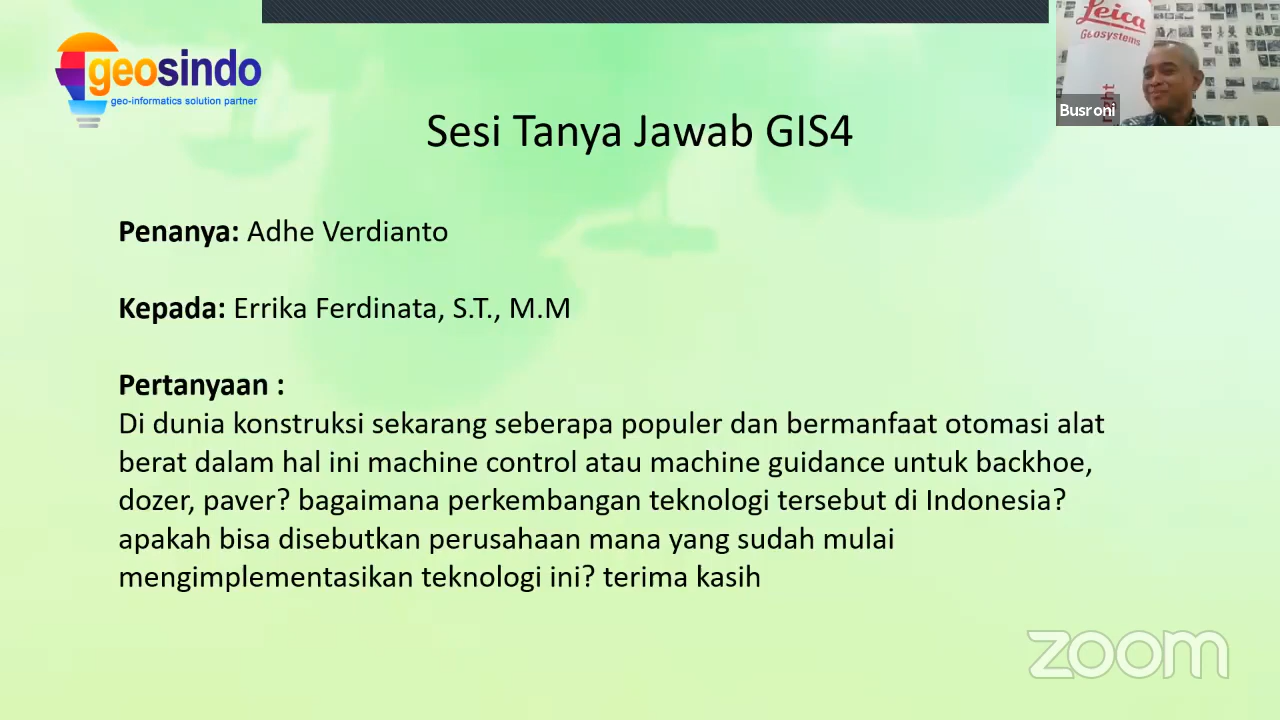 geosindo
geo-informatics solution partner
Leica
Geosystems
Busroni
Sesi Tanya Jawab GIS4
Penanya: Adhe Verdianto
Kepada: Errika Ferdinata, S.T., M.M
Pertanyaan :
Di dunia konstruksi sekarang seberapa populer dan bermanfaat otomasi alat
berat dalam hal ini machine control atau machine guidance untuk backhoe,
dozer, paver? bagaimana perkembangan teknologi tersebut di Indonesia?
apakah bisa disebutkan perusahaan mana yang sudah mulai
mengimplementasikan teknologi ini? terima kasih
zoom